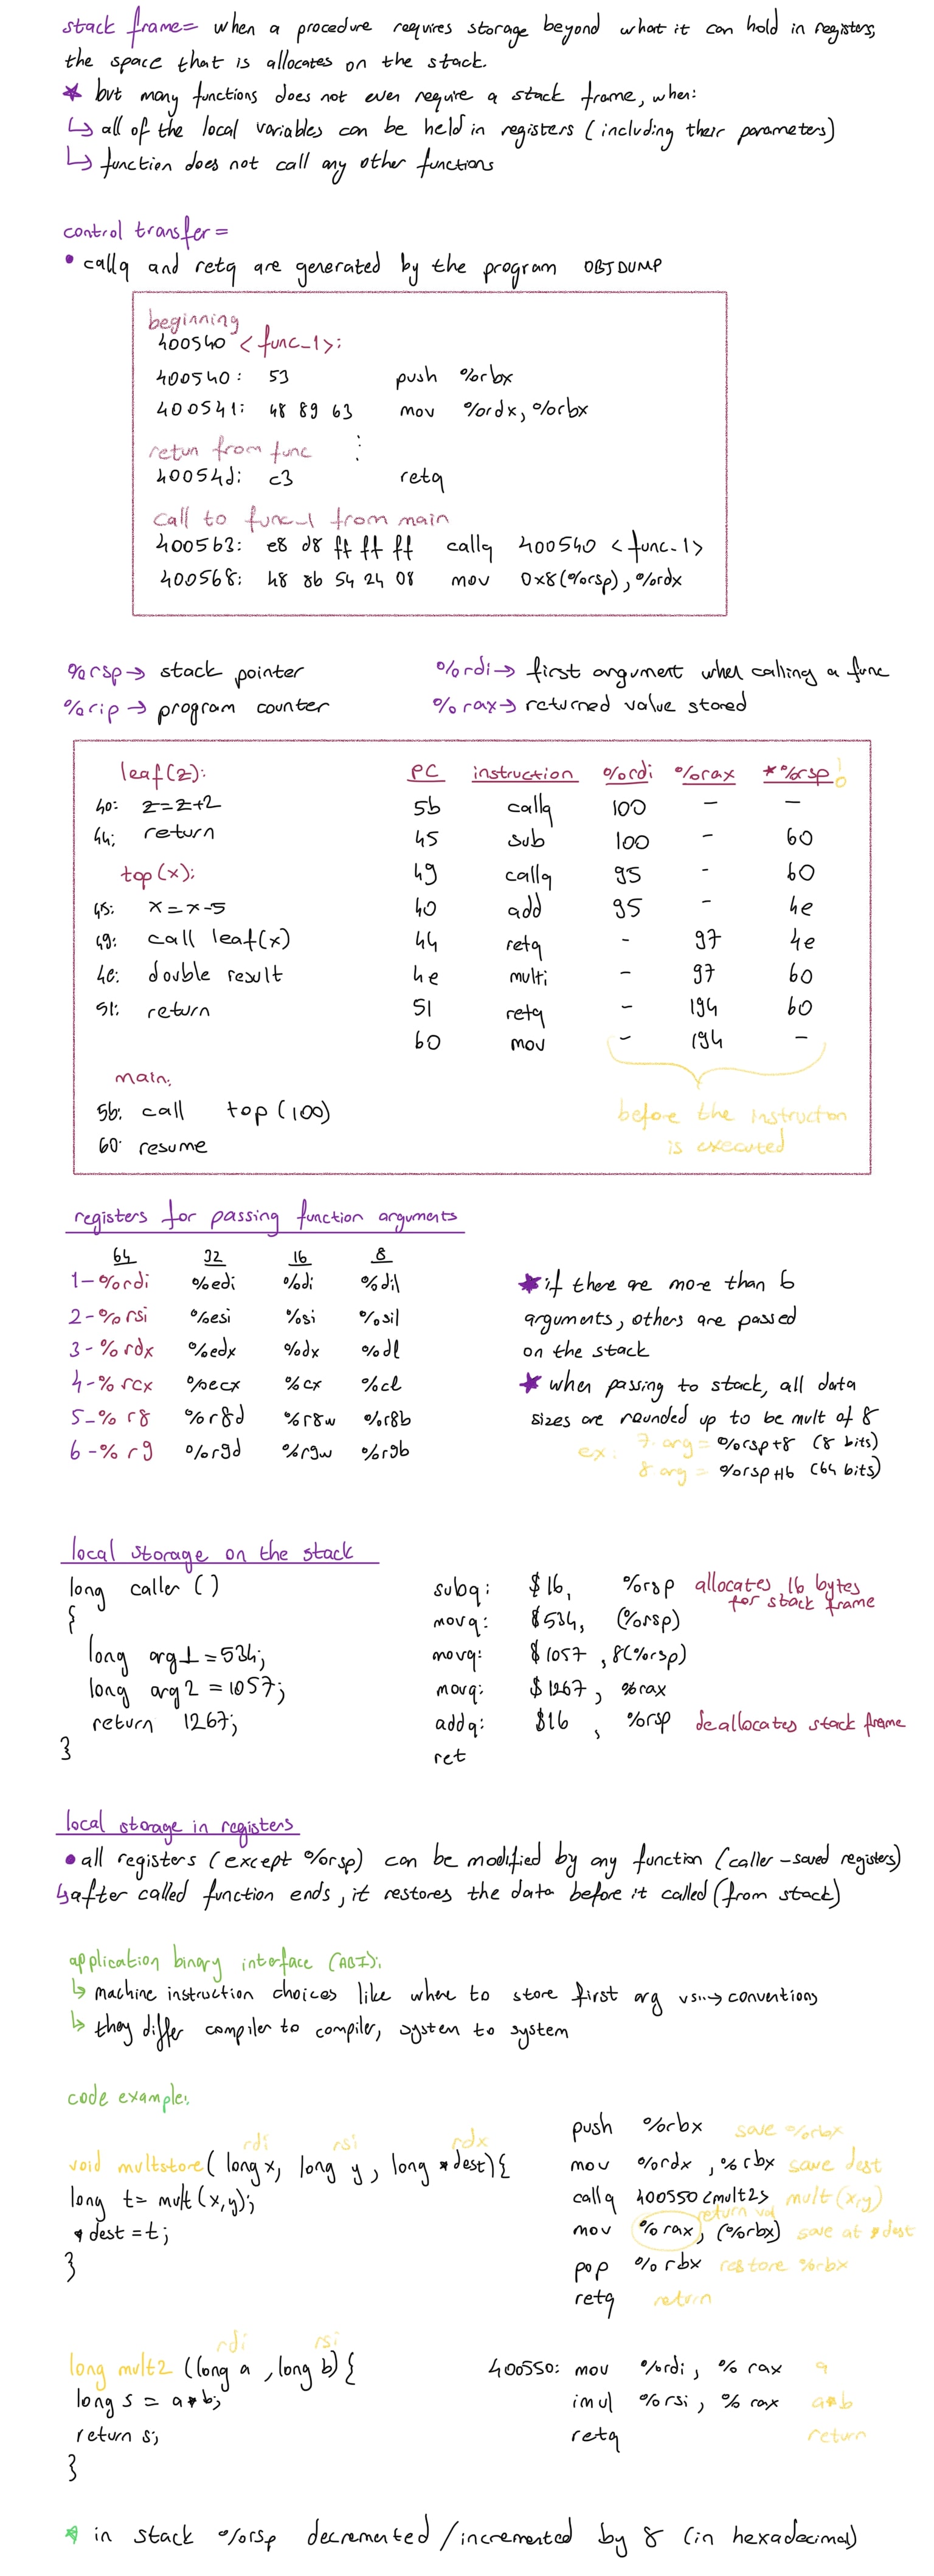 stack frame= when a procedure requires storage beyond what it can hold in registers,
the space that is allocates on the stack.
★ but many functions does not even require a stack frame, when:
↳ all of the local variables can be held in registers (including their parameters)
↳ function does not call any other functions
control transfer=
• callq and retq are generated by the program OBJDUMP
beginning
400540 <func_1>:
400540: 53 push %rbx
400541: 48 89 63 mov %rdx, %rbx
retun from func ⋮
40054d: c3 retq
call to func_1 from main
400563: e8 d8 ff ff ff callq 400540 <func_1>
400568: 48 8b 54 24 08 mov 0x8(%rsp), %rdx
%rsp → stack pointer %rdi → first argument when calling a func
%rip → program counter %rax → returned value stored
leaf(z): PC instruction %rdi %rax *%rsp !
40: z=z+2 5b callq 100 - -
44: return 45 sub 100 - 60
top(x): 49 callq 95 - 60
45: x=x-5 40 add 95 - 4e
49: call leaf(x) 44 retq - 97 4e
4e: double result 4e multi - 97 60
51: return 51 retq - 194 60
60 mov - 194 -
main:
5b: call top(100) before the instructon
60: resume is executed
registers for passing function arguments
64 32 16 8
1-%rdi %edi %di %dil ★ if there are more than 6
2-%rsi %esi %si %sil arguments, others are passed
3-%rdx %edx %dx %dl on the stack
4-%rcx %ecx %cx %cl ★ when passing to stack, all data
5-%r8 %r8d %r8w %r8b sizes are rounded up to be mult of 8
6-%r9 %r9d %r9w %r9b ex: 7. arg = %rsp+8 (8 bits)
8 arg = %rsp+16 (64 bits)
local storage on the stack
long caller () subq: $16, %rsp allocates 16 bytes
for stack frame
{ movq: $534, (%rsp)
long arg1 = 534; movq: $1057, 8(%rsp)
long arg2 = 1057; movq: $1267, %rax
return 1267; addq: $16, %rsp deallocates stack frame
} ret
local storage in registers
• all registers (except %rsp) can be modified by any function (caller-saved registers)
↳ after called function ends, it restores the data before it called (from stack)
application binary interface (ABI):
↳ machine instruction choices like where to store first arg vs... → conventions
↳ they differ compiler to compiler, system to system
code example:
push %rbx save %rbx
rdi rsi rdx
void multstore( long x, long y, long *dest){ mov %rdx, %rbx save dest
long t= mult(x,y); callq 400550 <mult2> mult(x,y)
return val
*dest = t; mov %rax, (%rbx) save at *dest
} pop %rbx restore %rbx
retq return
rdi rsi
long mult2 (long a, long b){ 400550: mov %rdi, %rax a
long s = a*b; imul %rsi, %rax a*b
return s; retq return
}
★ in stack %rsp decremented/incremented by 8 (in hexadecimal)